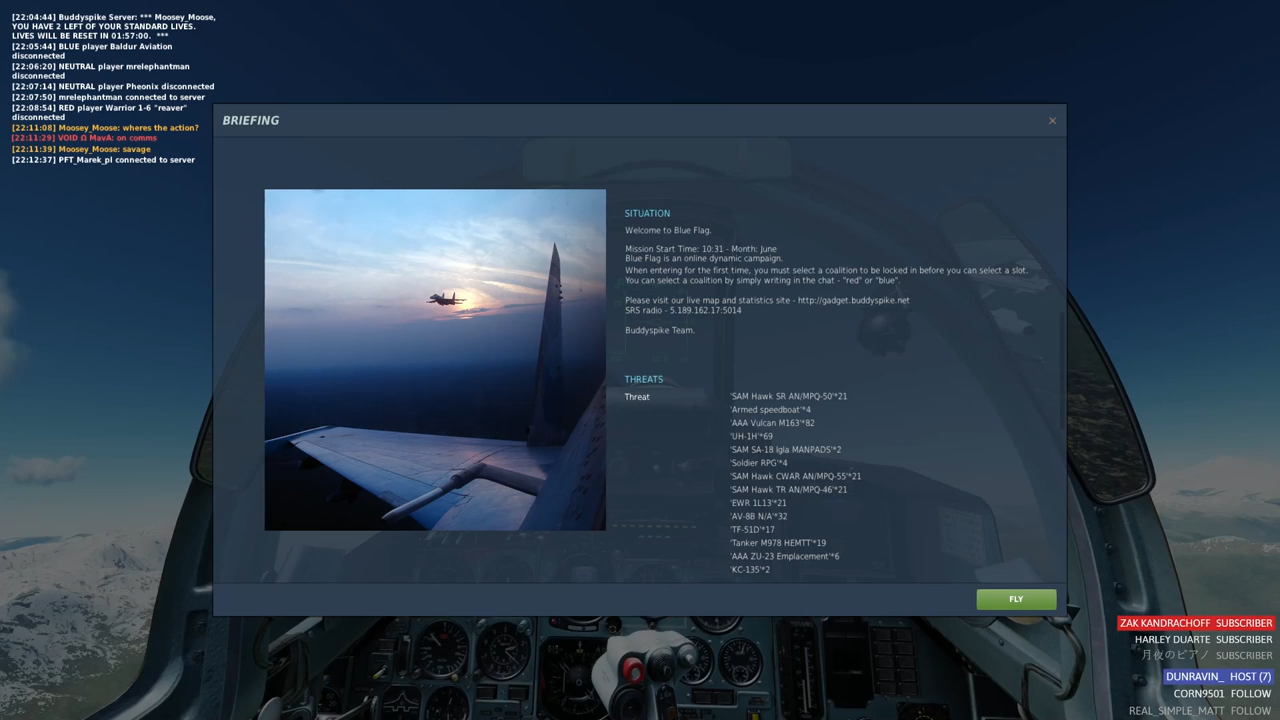 [22:04:44] Buddyspike Server: *** Moosey_Moose,
YOU HAVE 2 LEFT OF YOUR STANDARD LIVES.
LIVES WILL BE RESET IN 01:57:00. ***
[22:05:44] BLUE player Baldur Aviation
disconnected
[22:06:20] NEUTRAL player mrelephantman
disconnected
[22:07:14] NEUTRAL player Pheonix disconnected
[22:07:50] mrelephantman connected to server
[22:08:54] RED player Warrior 1-6 "reaver"
disconnected
[22:11:08] Moosey_Moose: wheres the action?
[22:11:29] VOID Ω MavA: on comms
[22:11:39] Moosey_Moose: savage
[22:12:37] PFT_Marek_pl connected to server
BRIEFING
SITUATION
Welcome to Blue Flag.
Mission Start Time: 10:31 - Month: June
Blue Flag is an online dynamic campaign.
When entering for the first time, you must select a coalition to be locked in before you can select a slot.
You can select a coalition by simply writing in the chat - "red" or "blue".
Please visit our live map and statistics site - http://gadget.buddyspike.net
SRS radio - 5.189.162.17:5014
Buddyspike Team.
THREATS
Threat
'SAM Hawk SR AN/MPQ-50'*21
'Armed speedboat'*4
'AAA Vulcan M163'*82
'UH-1H'*69
'SAM SA-18 Igla MANPADS'*2
'Soldier RPG'*4
'SAM Hawk CWAR AN/MPQ-55'*21
'SAM Hawk TR AN/MPQ-46'*21
'EWR 1L13'*21
'AV-8B N/A'*32
'TF-51D'*17
'Tanker M978 HEMTT'*19
'AAA ZU-23 Emplacement'*6
'KC-135'*2
FLY
ZAK KANDRACHOFF SUBSCRIBER
HARLEY DUARTE SUBSCRIBER
月夜のピアノ SUBSCRIBER
DUNRAVIN_ HOST (7)
CORN9501 FOLLOW
REAL_SIMPLE_MATT FOLLOW